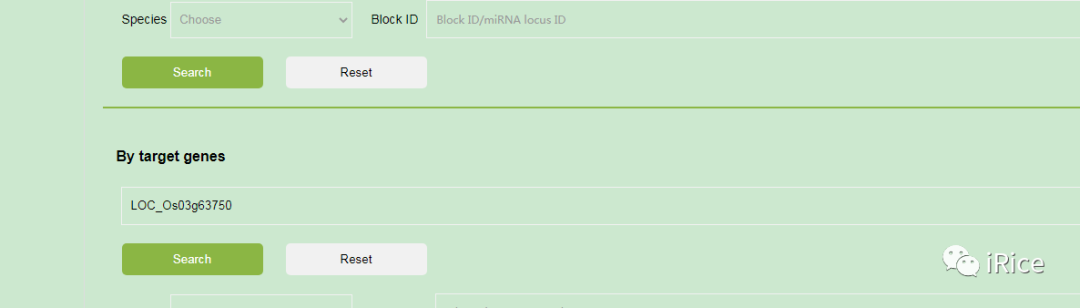 Species Choose Block ID Block ID/miRNA locus ID
Search Reset
By target genes
LOC_Os03g63750
Search Reset
iRice